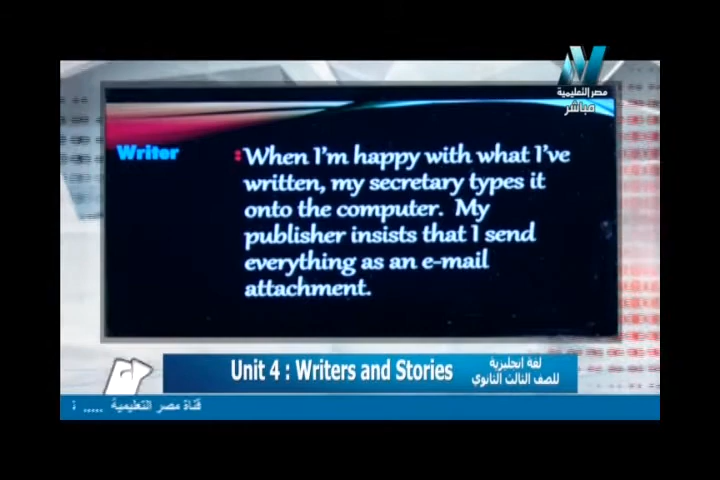 مصر التعليمية
مباشر
Writer : When I'm happy with what I've
written, my secretary types it
onto the computer. My
publisher insists that I send
everything as an e-mail
attachment.
Unit 4 : Writers and Stories
لغة انجليزية
للصف الثالث الثانوي
قناة مصر التعليمية .....